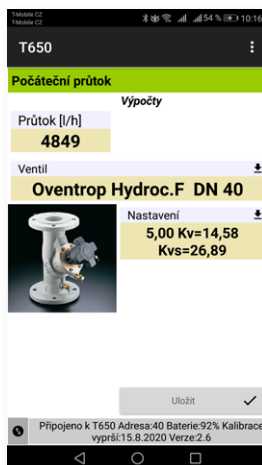 T-Mobile CZ
T-Mobile CZ
54 % 10:16
T650
Počáteční průtok
Výpočty
Průtok [l/h]
4849
Ventil
Oventrop Hydroc.F DN 40
Nastavení
5,00 Kv=14,58
Kvs=26,89
Uložit
Připojeno k T650 Adresa:40 Baterie:92% Kalibrace
vyprší:15.8.2020 Verze:2.6